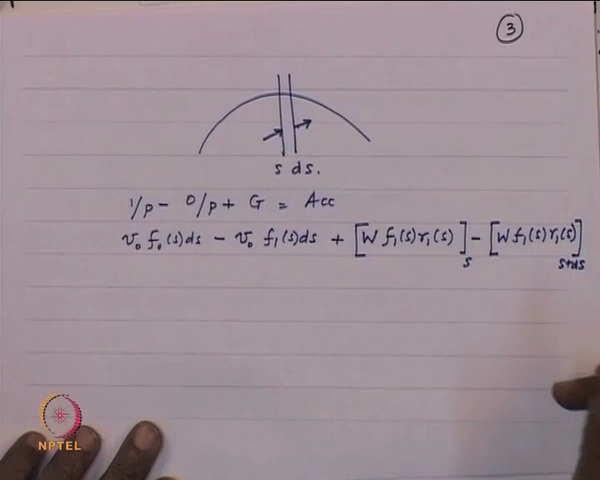 3
s ds.
i/p - o/p + G = Acc
v₀ f₀(s)ds - v₀ f₁(s)ds + [W f₁(s) r₁(s)]s - [W f₁(s) r₁(s)]s+ds
NPTEL